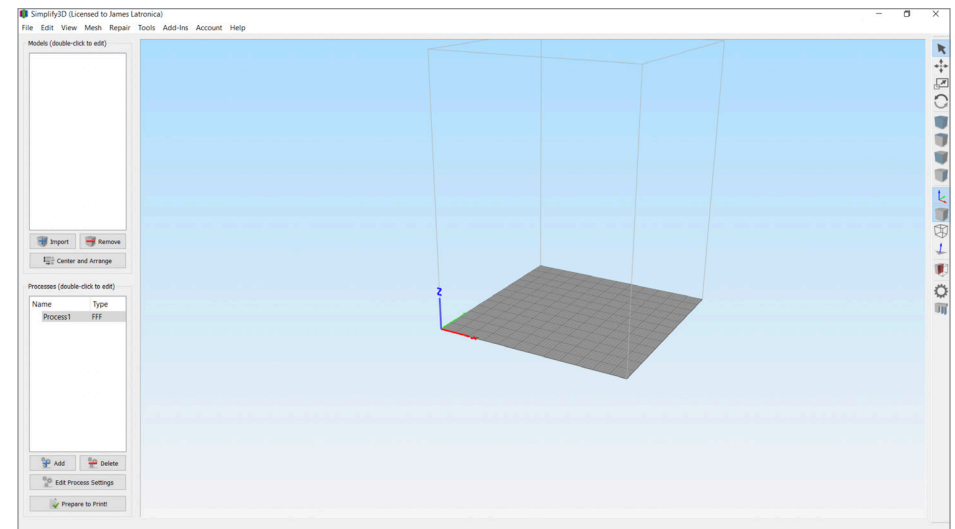 Simplify3D (Licensed to James Latronica)
File Edit View Mesh Repair Tools Add-Ins Account Help
Models (double-click to edit)
Import Remove
Center and Arrange
Processes (double-click to edit)
Name Type
Process1 FFF
Add Delete
Edit Process Settings
Prepare to Print!
Z